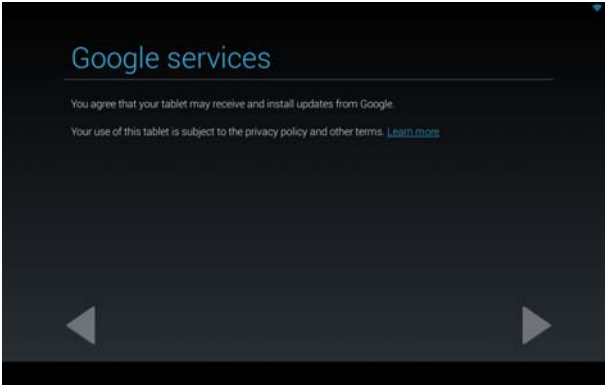 Google services
You agree that your tablet may receive and install updates from Google.
Your use of this tablet is subject to the privacy policy and other terms. Learn more